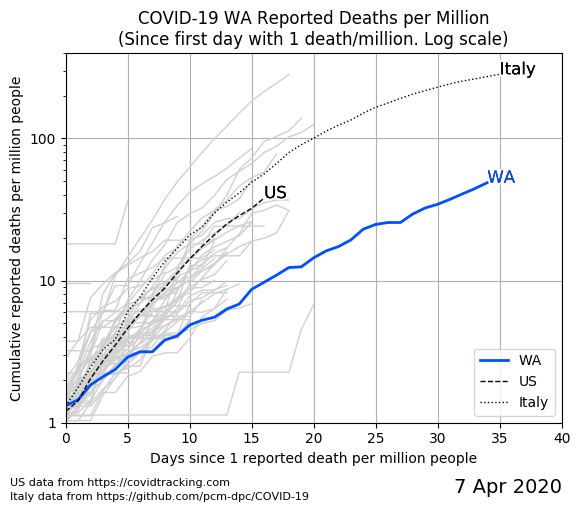 COVID-19 WA Reported Deaths per Million
(Since first day with 1 death/million. Log scale)
Cumulative reported deaths per million people
100
10
1
Italy
WA
US
WA
US
Italy
0 5 10 15 20 25 30 35 40
Days since 1 reported death per million people
US data from https://covidtracking.com
Italy data from https://github.com/pcm-dpc/COVID-19
7 Apr 2020